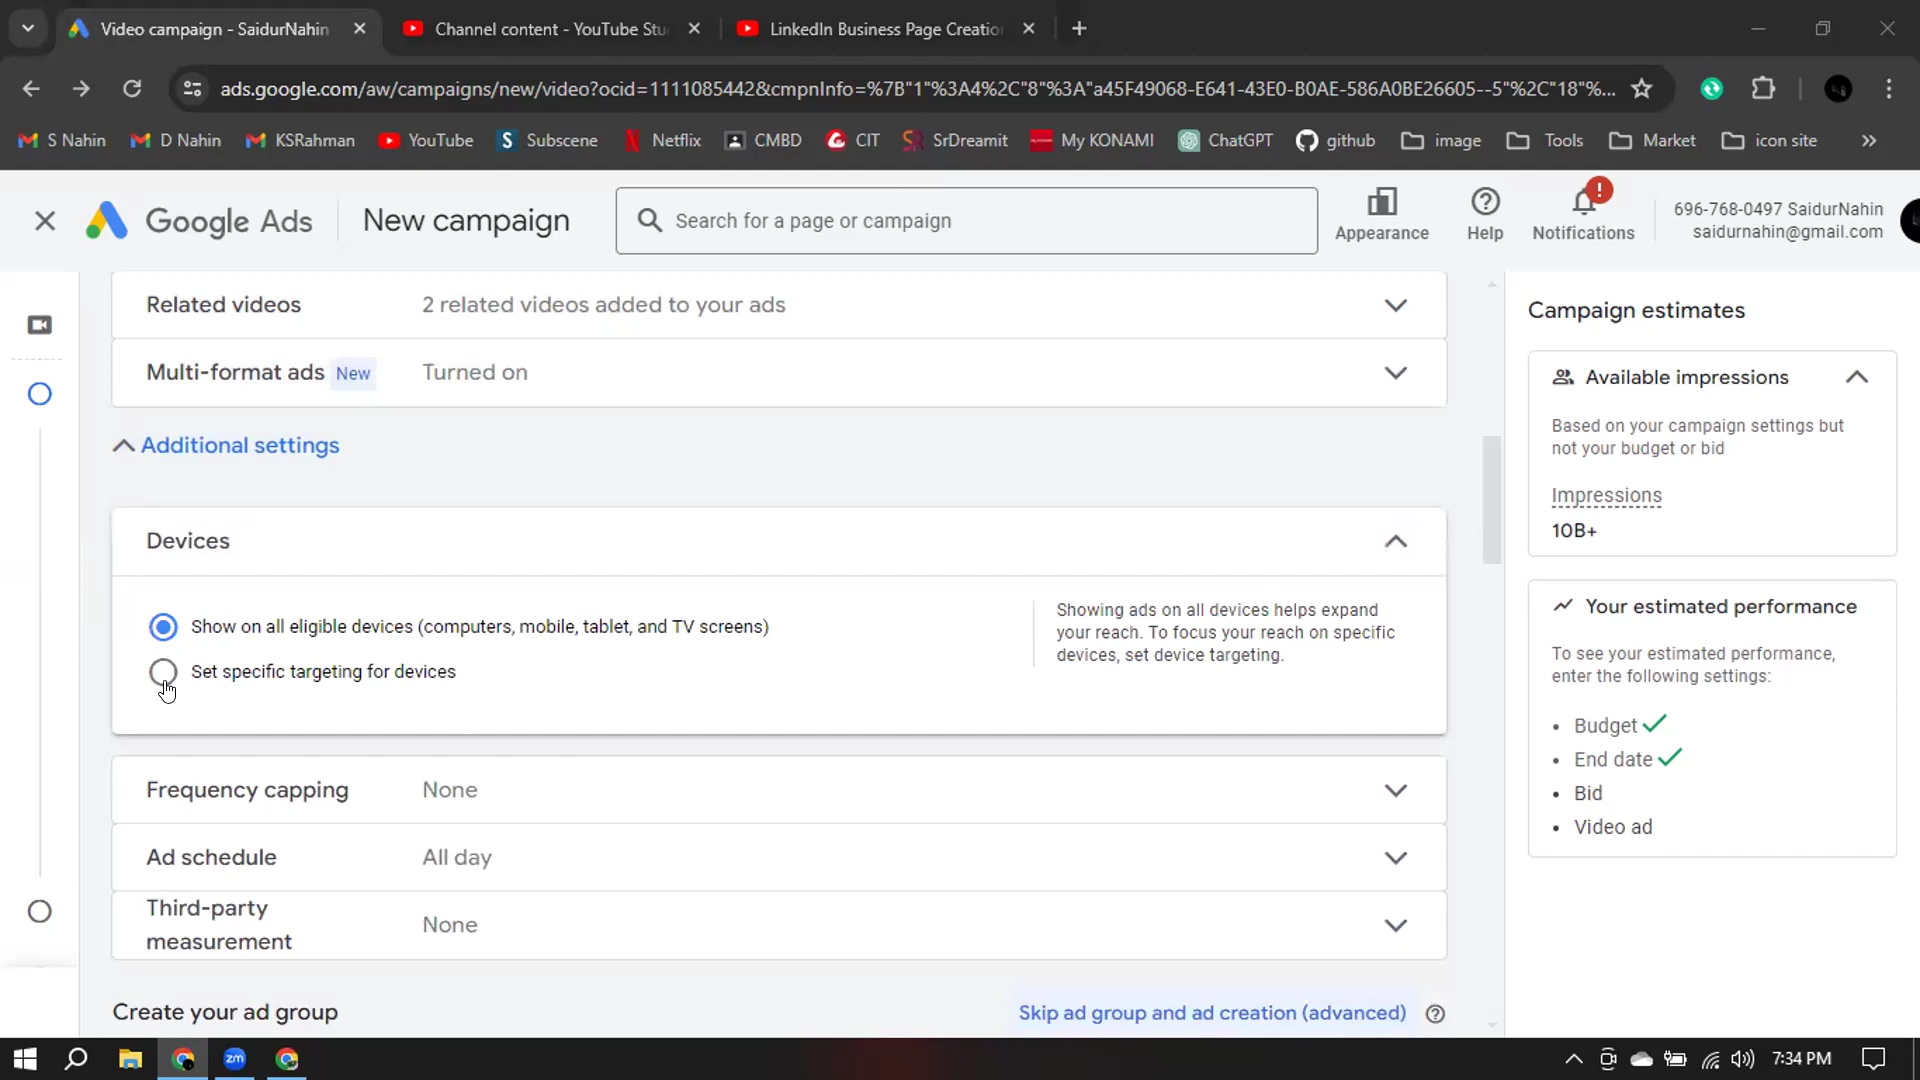 Video campaign - SaidurNahin
Channel content - YouTube Stu
LinkedIn Business Page Creatio
ads.google.com/aw/campaigns/new/video?ocid=1111085442&cmpnInfo=%7B"1"%3A4%2C"8"%3A"a45F49068-E641-43E0-B0AE-586A0BE26605--5"%2C"18"%...
S Nahin
D Nahin
KSRahman
YouTube
Subscene
Netflix
CMBD
CIT
SrDreamit
My KONAMI
ChatGPT
github
image
Tools
Market
icon site
Google Ads
New campaign
Search for a page or campaign
Appearance
Help
Notifications
696-768-0497 SaidurNahin
saidurnahin@gmail.com
Related videos
2 related videos added to your ads
Multi-format ads New
Turned on
Additional settings
Devices
Show on all eligible devices (computers, mobile, tablet, and TV screens)
Set specific targeting for devices
Showing ads on all devices helps expand
your reach. To focus your reach on specific
devices, set device targeting.
Frequency capping
None
Ad schedule
All day
Third-party
measurement
None
Create your ad group
Skip ad group and ad creation (advanced)
Campaign estimates
Available impressions
Based on your campaign settings but
not your budget or bid
Impressions
10B+
Your estimated performance
To see your estimated performance,
enter the following settings:
• Budget
• End date
• Bid
• Video ad
zm
7:34 PM